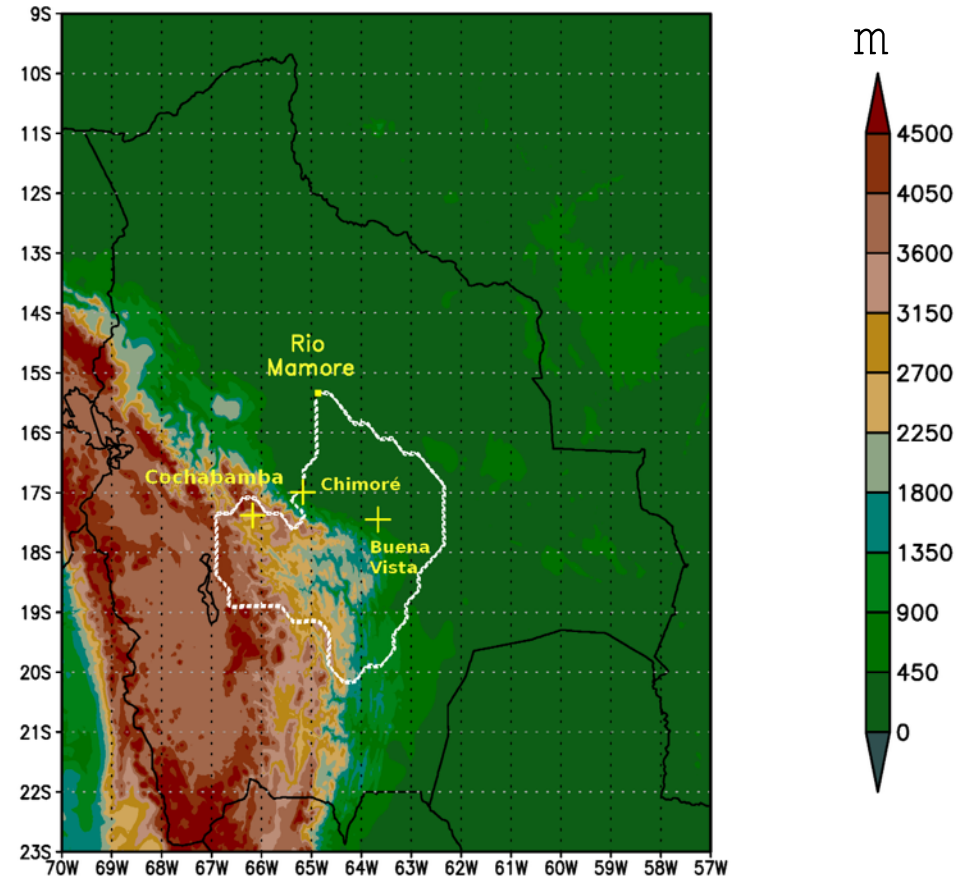 m
9S
10S
11S
12S
13S
14S
15S
16S
17S
18S
19S
20S
21S
22S
23S
70W 69W 68W 67W 66W 65W 64W 63W 62W 61W 60W 59W 58W 57W
Rio
Mamore
Cochabamba
Chimoré
Buena
Vista
4500
4050
3600
3150
2700
2250
1800
1350
900
450
0